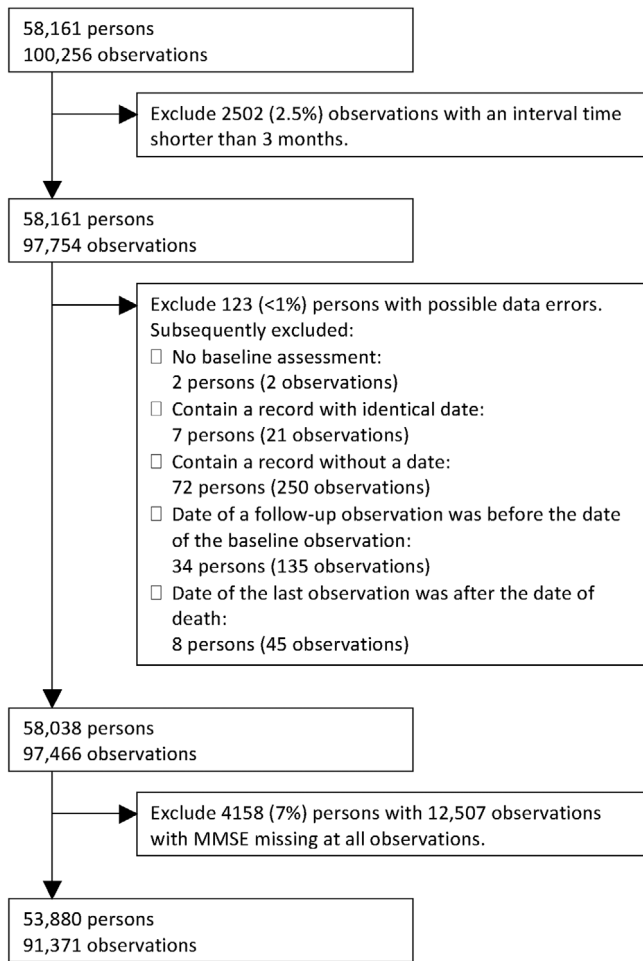 58,161 persons
100,256 observations
Exclude 2502 (2.5%) observations with an interval time
shorter than 3 months.
58,161 persons
97,754 observations
Exclude 123 (<1%) persons with possible data errors.
Subsequently excluded:
□ No baseline assessment:
2 persons (2 observations)
□ Contain a record with identical date:
7 persons (21 observations)
□ Contain a record without a date:
72 persons (250 observations)
□ Date of a follow-up observation was before the date
of the baseline observation:
34 persons (135 observations)
□ Date of the last observation was after the date of
death:
8 persons (45 observations)
58,038 persons
97,466 observations
Exclude 4158 (7%) persons with 12,507 observations
with MMSE missing at all observations.
53,880 persons
91,371 observations